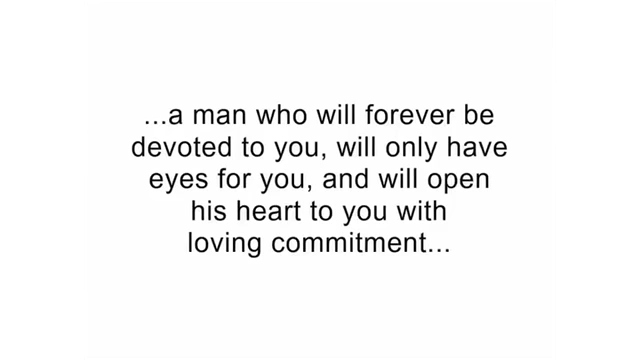 ...a man who will forever be
devoted to you, will only have
eyes for you, and will open
his heart to you with
loving commitment...